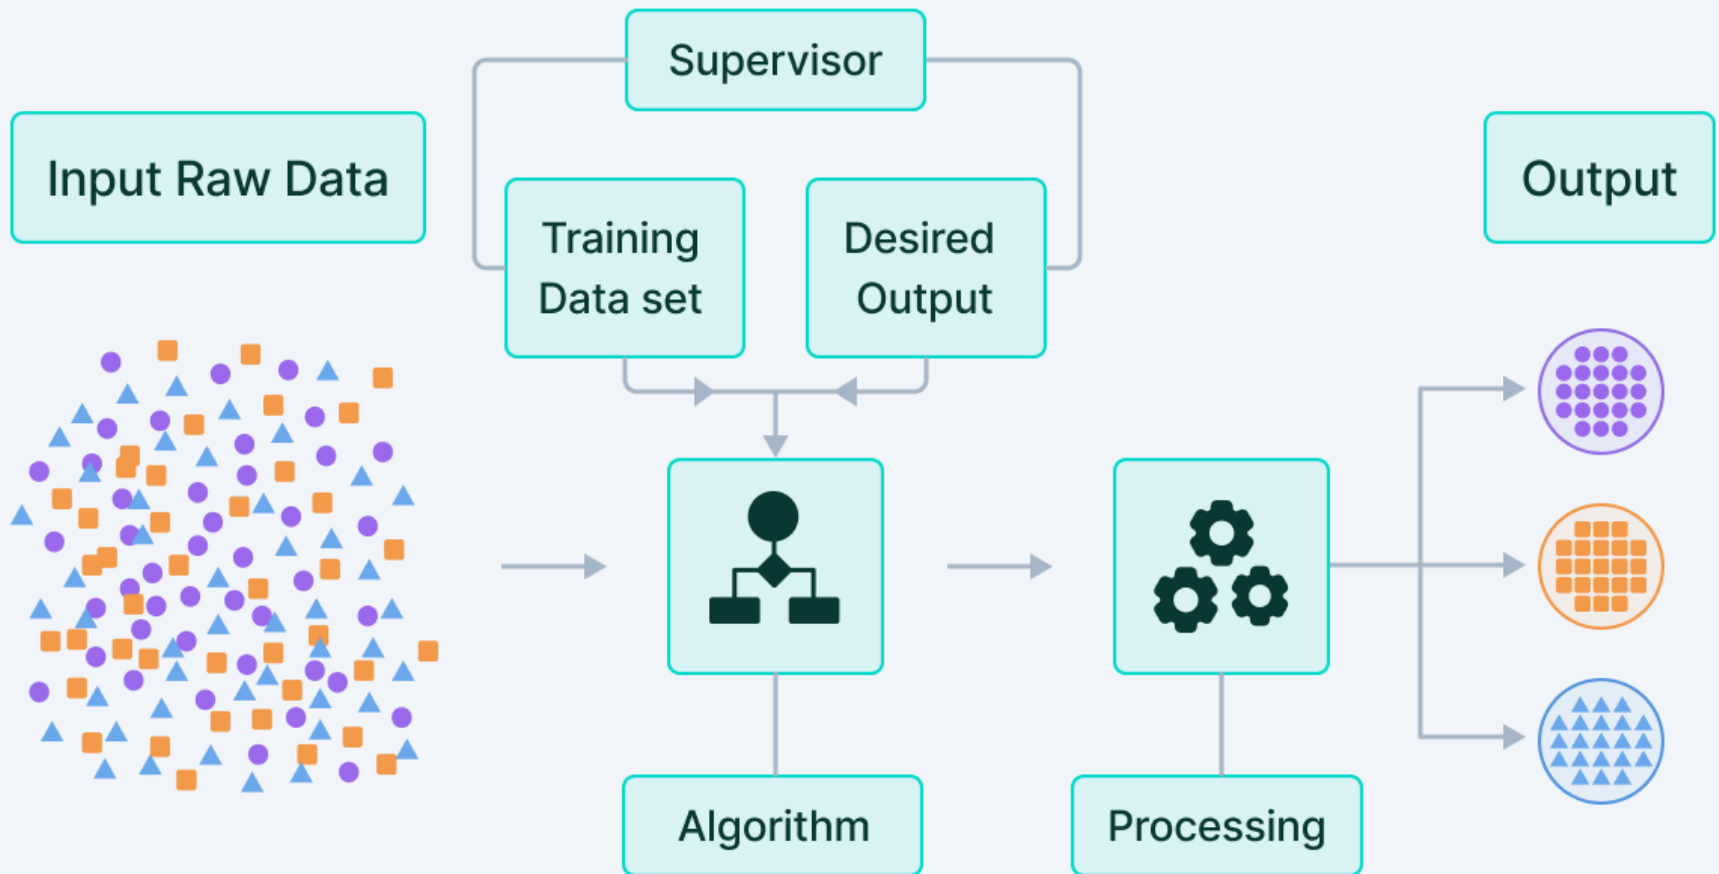 Supervisor
Input Raw Data
Training
Data set
Desired
Output
Output
Algorithm
Processing